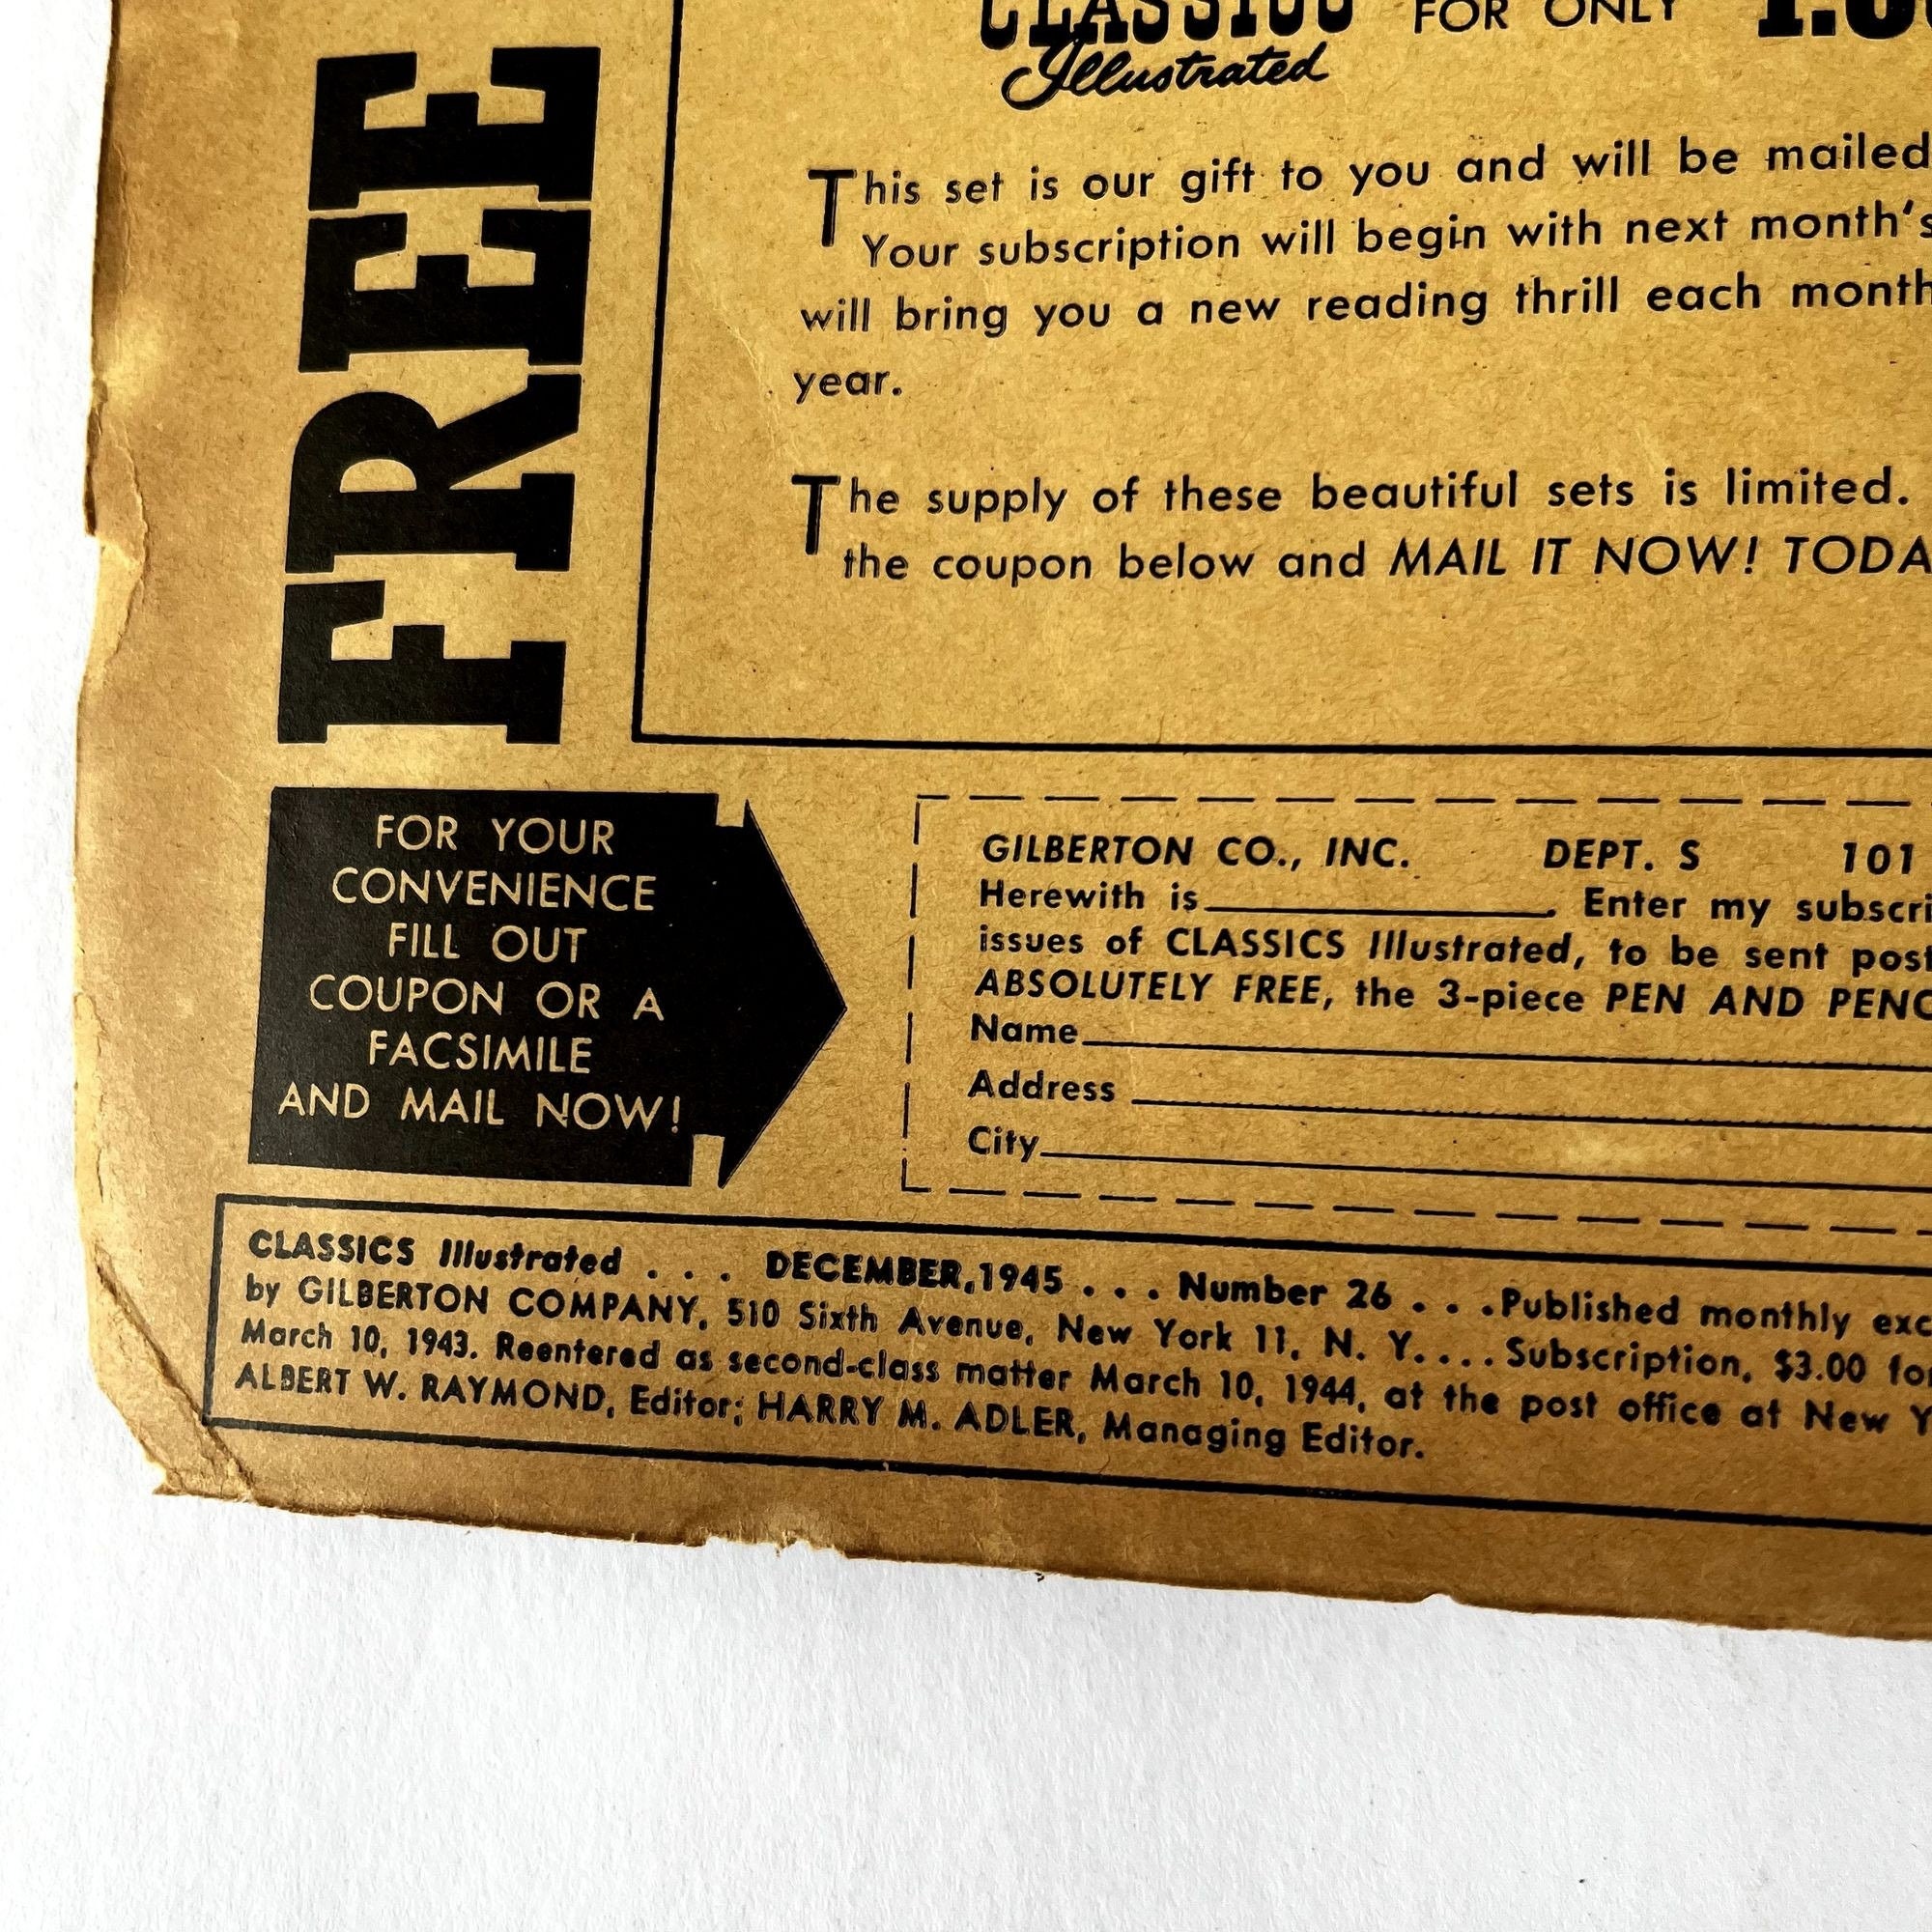 FREE
CLASSICS FOR ONLY
Illustrated
This set is our gift to you and will be mailed
Your subscription will begin with next month's
will bring you a new reading thrill each month
year.
The supply of these beautiful sets is limited.
the coupon below and MAIL IT NOW! TODA
FOR YOUR
CONVENIENCE
FILL OUT
COUPON OR A
FACSIMILE
AND MAIL NOW!
GILBERTON CO., INC. DEPT. S 101
Herewith is. Enter my subscri
issues of CLASSICS Illustrated, to be sent post
ABSOLUTELY FREE, the 3-piece PEN AND PENC
Name
Address
City
CLASSICS Illustrated . . . DECEMBER,1945 . . . Number 26 . . .Published monthly exc
by GILBERTON COMPANY, 510 Sixth Avenue, New York 11, N. Y. . . . Subscription, $3.00 for
March 10, 1943. Reentered as second-class matter March 10, 1944, at the post office at New Y
ALBERT W. RAYMOND, Editor; HARRY M. ADLER, Managing Editor.